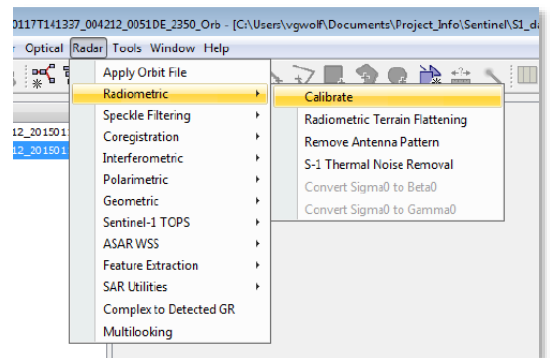 0117T141337_004212_0051DE_2350_Orb - [C:\Users\vgwolf\Documents\Project_Info\Sentinel\S1_da
Optical Radar Tools Window Help
Apply Orbit File
Radiometric
Speckle Filtering
Coregistration
Interferometric
Polarimetric
Geometric
Sentinel-1 TOPS
ASAR WSS
Feature Extraction
SAR Utilities
Complex to Detected GR
Multilooking
Calibrate
Radiometric Terrain Flattening
Remove Antenna Pattern
S-1 Thermal Noise Removal
Convert Sigma0 to Beta0
Convert Sigma0 to Gamma0
12_201501
12_201501